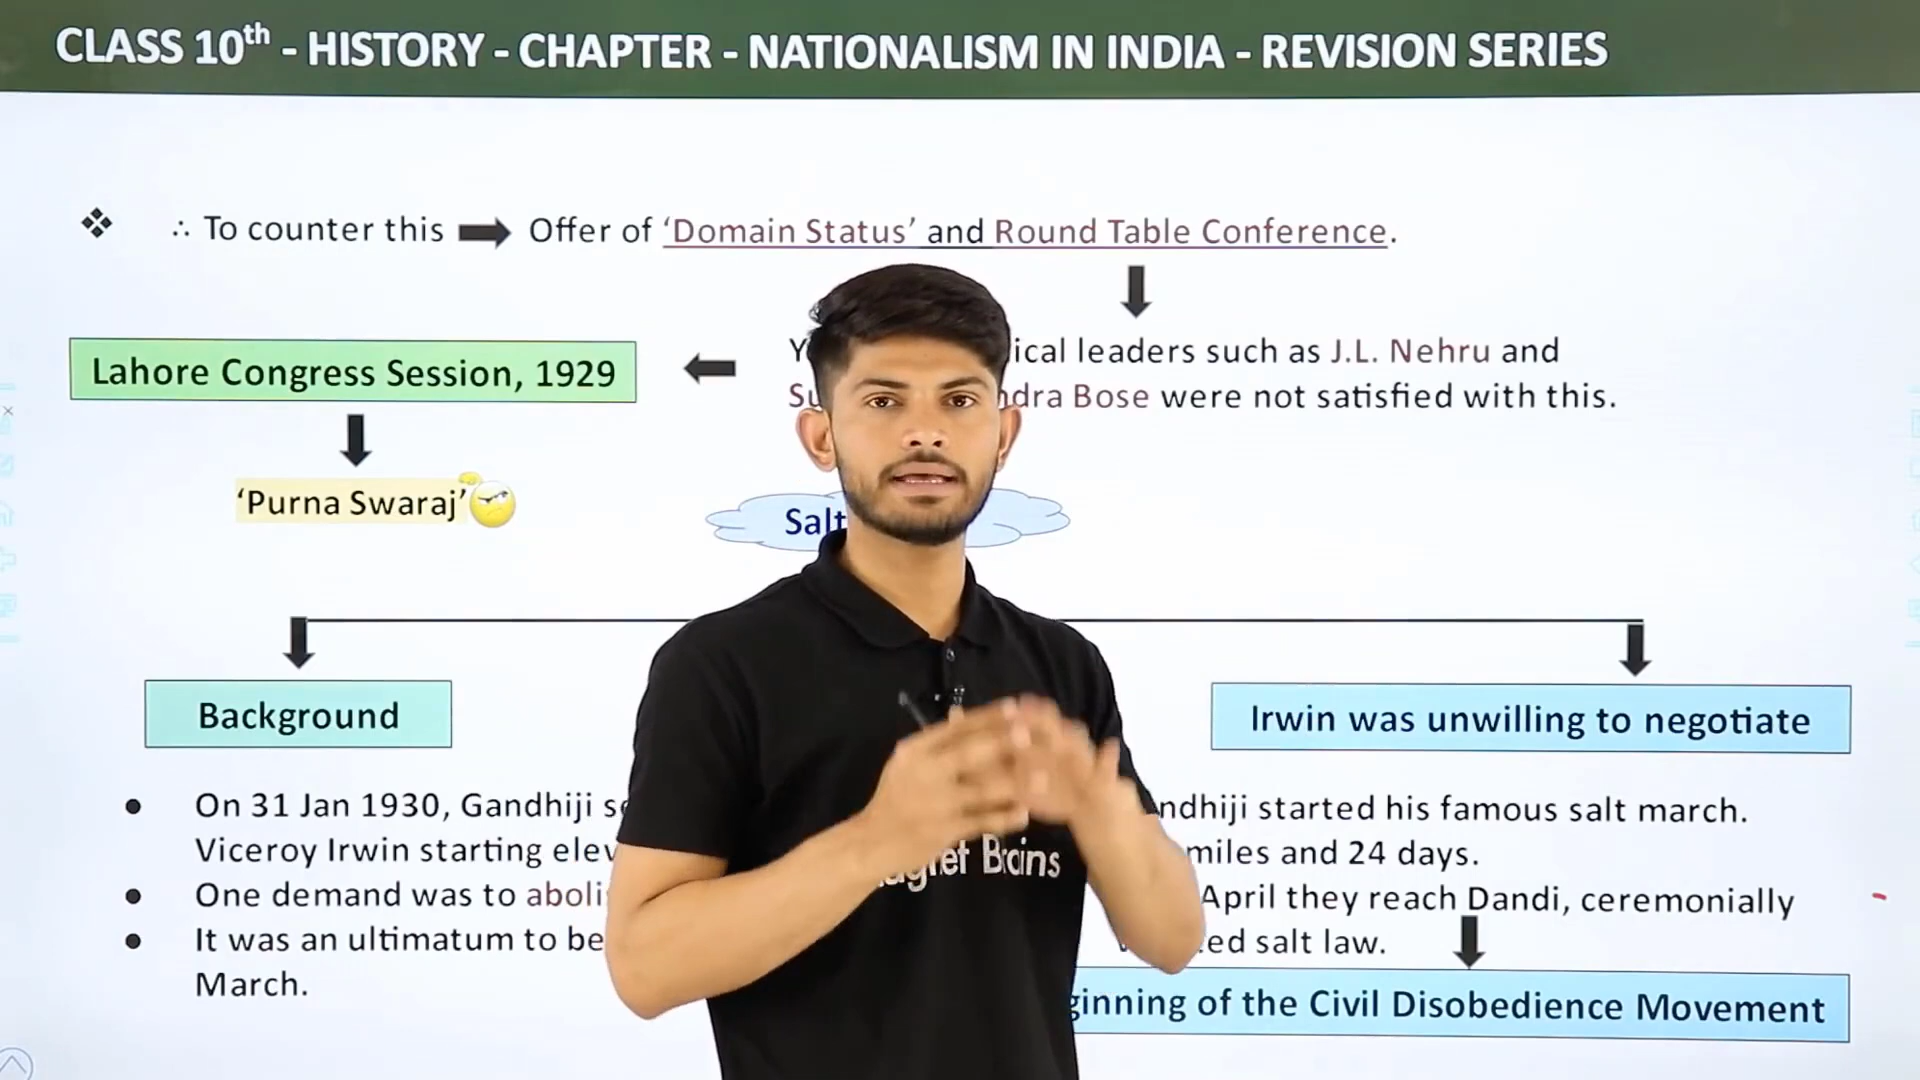 CLASS 10th - HISTORY - CHAPTER - NATIONALISM IN INDIA - REVISION SERIES
❖ ∴ To counter this ➡ Offer of ‘Domain Status’ and Round Table Conference.
ical leaders such as J.L. Nehru and
ndra Bose were not satisfied with this.
Lahore Congress Session, 1929
‘Purna Swaraj’
Salt
Background
● On 31 Jan 1930, Gandhiji
Viceroy Irwin starting
● One demand was to
● It was an ultimatum to be
March.
Irwin was unwilling to negotiate
ndhiji started his famous salt march.
miles and 24 days.
April they reach Dandi, ceremonially
ed salt law.
ginning of the Civil Disobedience Movement
et Brains